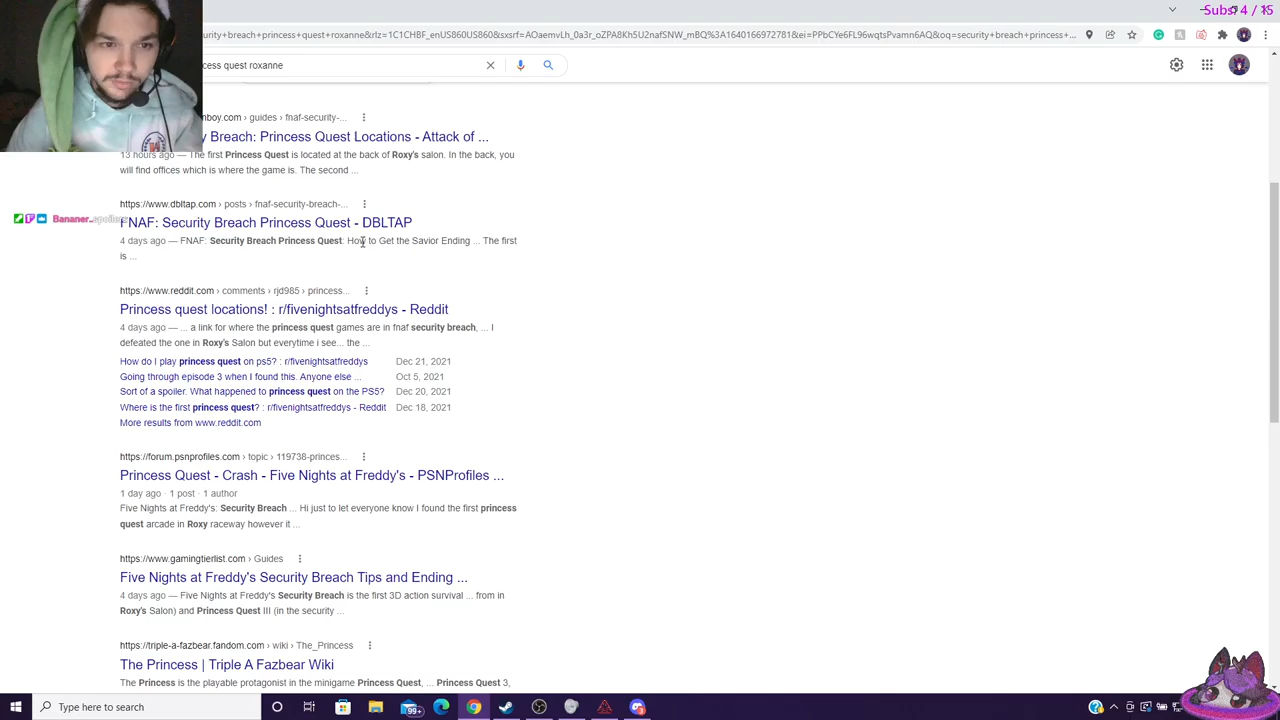 Subs: 4 / 15
urity+breach+princess+quest+roxanne&rlz=1C1CHBF_enUS860US860&sxsrf=AOaemvLh_0a3r_oZPA8Kh5U2nafSNW_mBQ%3A1640166972781&ei=PPbCYe6FL96wqtsPvamn6AQ&oq=security+breach+princess+...
cess quest roxanne
nboy.com › guides › fnaf-security-...
y Breach: Princess Quest Locations - Attack of ...
13 hours ago — The first Princess Quest is located at the back of Roxy's salon. In the back, you
will find offices which is where the game is. The second ...
https://www.dbltap.com › posts › fnaf-security-breach-...
Bananer_spoilers
FNAF: Security Breach Princess Quest - DBLTAP
4 days ago — FNAF: Security Breach Princess Quest: How to Get the Savior Ending ... The first
is ...
https://www.reddit.com › comments › rjd985 › princess...
Princess quest locations! : r/fivenightsatfreddys - Reddit
4 days ago — ... a link for where the princess quest games are in fnaf security breach, ... I
defeated the one in Roxy's Salon but everytime i see... the ...
How do I play princess quest on ps5? : r/fivenightsatfreddys Dec 21, 2021
Going through episode 3 when I found this. Anyone else ... Oct 5, 2021
Sort of a spoiler. What happened to princess quest on the PS5? Dec 20, 2021
Where is the first princess quest? : r/fivenightsatfreddys - Reddit Dec 18, 2021
More results from www.reddit.com
https://forum.psnprofiles.com › topic › 119738-princes...
Princess Quest - Crash - Five Nights at Freddy's - PSNProfiles ...
1 day ago · 1 post · 1 author
Five Nights at Freddy's: Security Breach ... Hi just to let everyone know I found the first princess
quest arcade in Roxy raceway however it ...
https://www.gamingtierlist.com › Guides
Five Nights at Freddy's Security Breach Tips and Ending ...
4 days ago — Five Nights at Freddy's Security Breach is the first 3D action survival ... from in
Roxy's Salon) and Princess Quest III (in the security ...
https://triple-a-fazbear.fandom.com › wiki › The_Princess
The Princess | Triple A Fazbear Wiki
The Princess is the playable protagonist in the minigame Princess Quest, ... Princess Quest 3,
Type here to search
99+